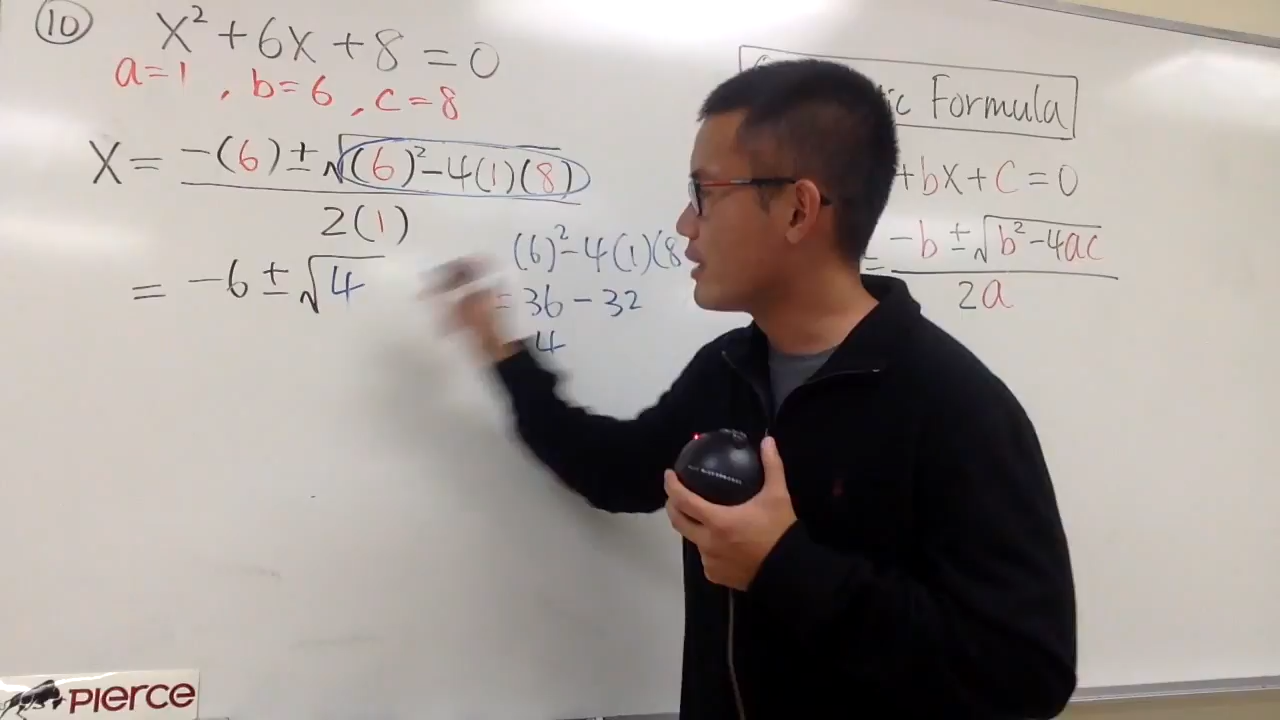 10 x² + 6x + 8 = 0
a=1 , b=6 , c=8
x = -(6) ± √(6)² - 4(1)(8)
2(1)
= -6 ± √4
(6)² - 4(1)(8
= 36 - 32
4
ic Formula
+ bx + c = 0
= -b ± √b² - 4ac
2a
PIERCE